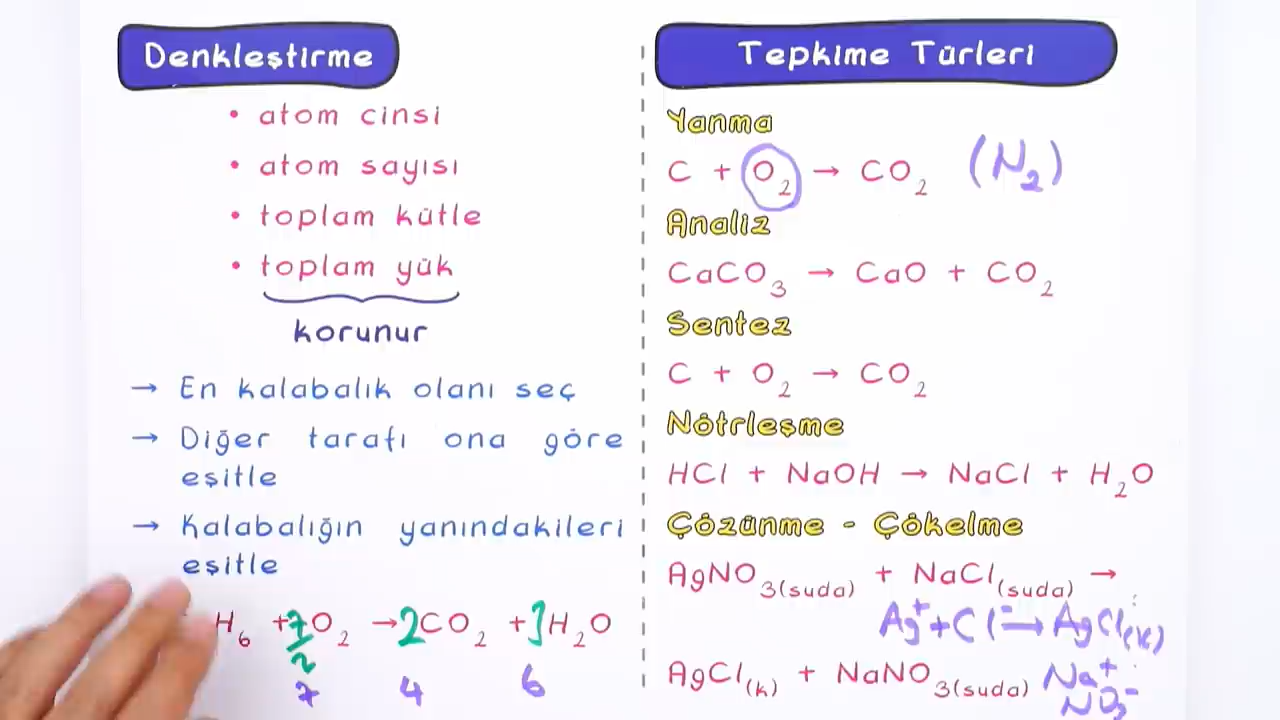 Denkleştirme
• atom cinsi
• atom sayısı
• toplam kütle
• toplam yük
korunur
→ En kalabalık olanı seç
→ Diğer tarafı ona göre
eşitle
→ Kalabalığın yanındakileri
eşitle
H₆ + 7/2 O₂ → 2CO₂ + 3H₂O
7 4 6
Tepkime Türleri
Yanma
C + O₂ → CO₂ (N₂)
Analiz
CaCO₃ → CaO + CO₂
Sentez
C + O₂ → CO₂
Nötrleşme
HCl + NaOH → NaCl + H₂O
Çözünme - Çökelme
AgNO₃(suda) + NaCl(suda) →
Ag⁺ + Cl⁻ → AgCl(k)
AgCl(k) + NaNO₃(suda) Na⁺
NO₃⁻